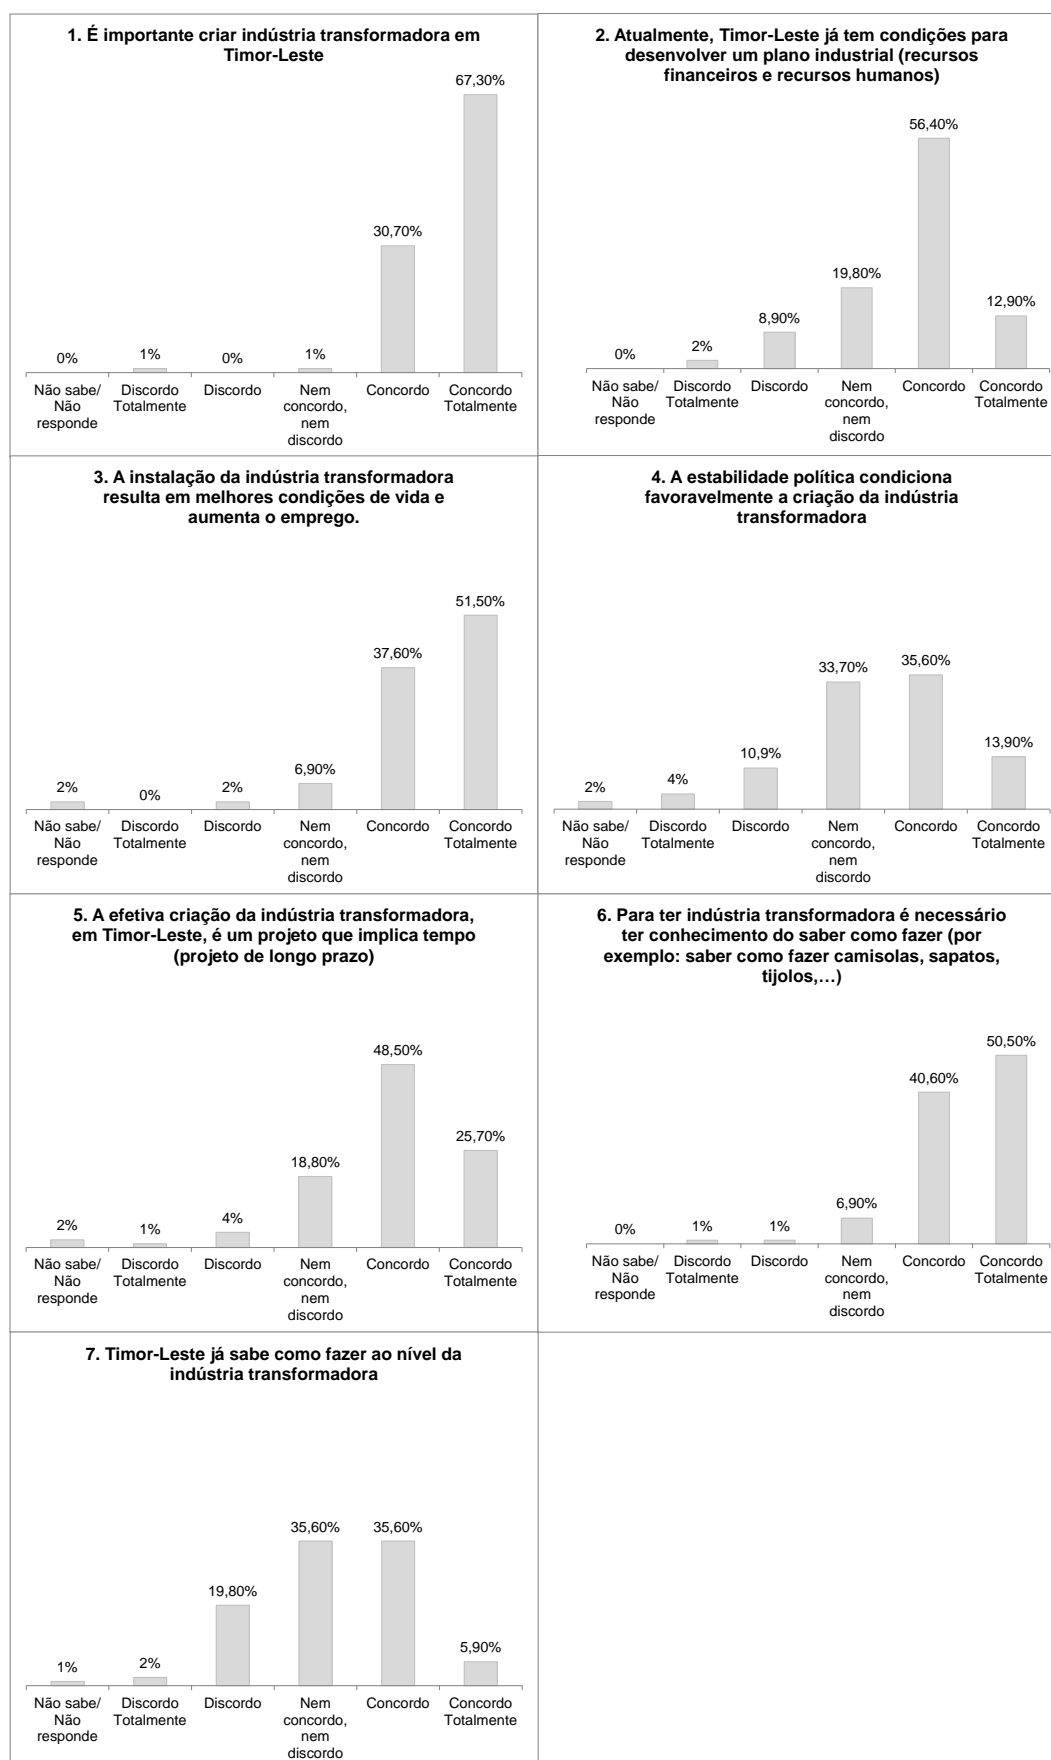 1. É importante criar indústria transformadora em
Timor-Leste
67,30%
30,70%
0%
1%
0%
1%
Não sabe/
Não
responde
Discordo
Totalmente
Discordo
Nem
concordo,
nem
discordo
Concordo
Concordo
Totalmente
2. Atualmente, Timor-Leste já tem condições para
desenvolver um plano industrial (recursos
financeiros e recursos humanos)
56,40%
19,80%
12,90%
8,90%
2%
0%
Não sabe/
Não
responde
Discordo
Totalmente
Discordo
Nem
concordo,
nem
discordo
Concordo
Concordo
Totalmente
3. A instalação da indústria transformadora
resulta em melhores condições de vida e
aumenta o emprego.
51,50%
37,60%
6,90%
2%
0%
2%
Não sabe/
Não
responde
Discordo
Totalmente
Discordo
Nem
concordo,
nem
discordo
Concordo
Concordo
Totalmente
4. A estabilidade política condiciona
favoravelmente a criação da indústria
transformadora
33,70%
35,60%
13,90%
10,9%
4%
2%
Não sabe/
Não
responde
Discordo
Totalmente
Discordo
Nem
concordo,
nem
discordo
Concordo
Concordo
Totalmente
5. A efetiva criação da indústria transformadora,
em Timor-Leste, é um projeto que implica tempo
(projeto de longo prazo)
48,50%
25,70%
18,80%
2%
1%
4%
Não sabe/
Não
responde
Discordo
Totalmente
Discordo
Nem
concordo,
nem
discordo
Concordo
Concordo
Totalmente
6. Para ter indústria transformadora é necessário
ter conhecimento do saber como fazer (por
exemplo: saber como fazer camisolas, sapatos,
tijolos,…)
50,50%
40,60%
6,90%
0%
1%
1%
Não sabe/
Não
responde
Discordo
Totalmente
Discordo
Nem
concordo,
nem
discordo
Concordo
Concordo
Totalmente
7. Timor-Leste já sabe como fazer ao nível da
indústria transformadora
35,60%
35,60%
19,80%
5,90%
1%
2%
Não sabe/
Não
responde
Discordo
Totalmente
Discordo
Nem
concordo,
nem
discordo
Concordo
Concordo
Totalmente